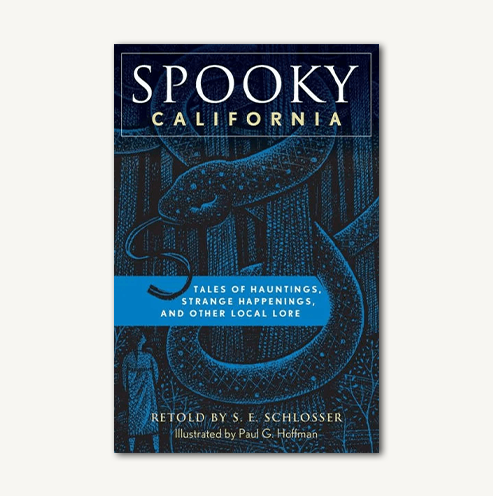 SPOOKY
CALIFORNIA
TALES OF HAUNTINGS,
STRANGE HAPPENINGS,
AND OTHER LOCAL LORE
RETOLD BY S. E. SCHLOSSER
Illustrated by Paul G. Hoffman